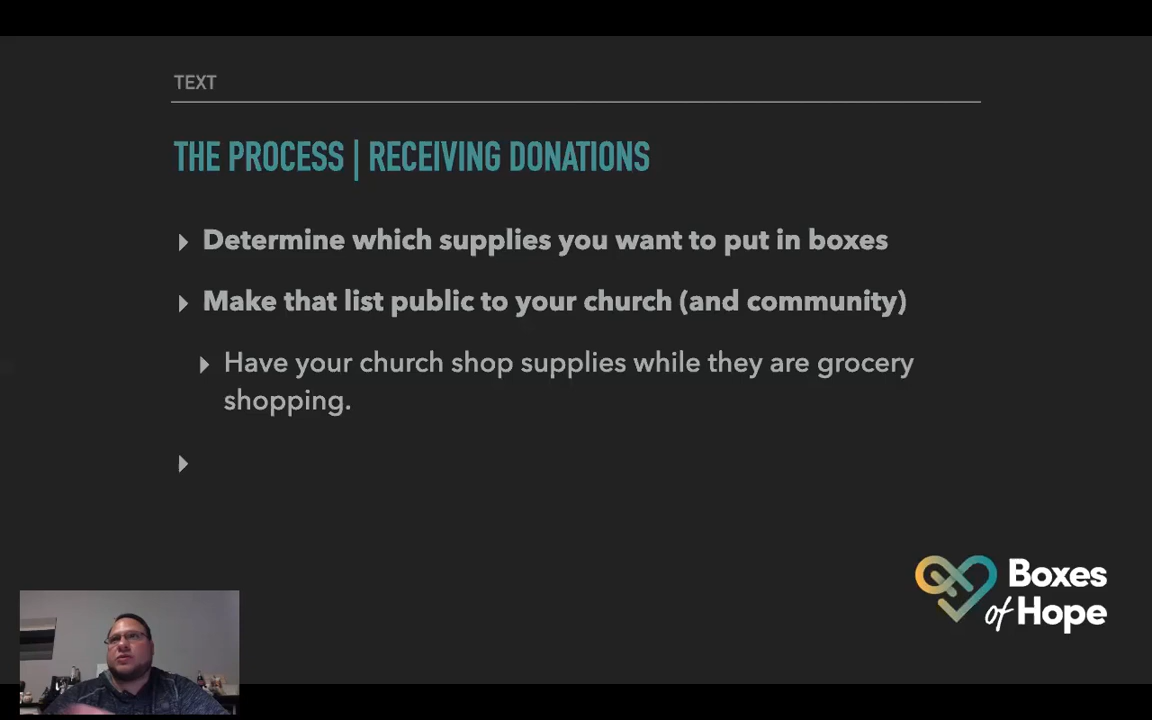 TEXT
THE PROCESS | RECEIVING DONATIONS
Determine which supplies you want to put in boxes
Make that list public to your church (and community)
Have your church shop supplies while they are grocery
shopping.
Boxes
of Hope